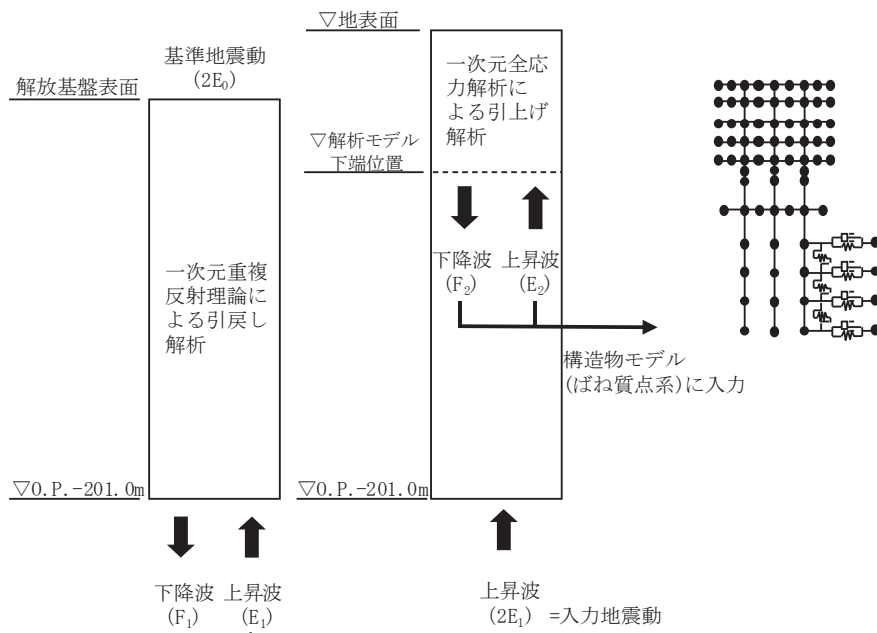 基準地震動
(2E₀)
解放基盤表面
一次元重複
反射理論に
よる引戻し
解析
▽O.P.-201.0m
下降波
(F₁)
上昇波
(E₁)
▽地表面
一次元全応
力解析に
よる引上げ
解析
▽解析モデル
下端位置
下降波
(F₂)
上昇波
(E₂)
構造物モデル
(ばね質点系)に入力
▽O.P.-201.0m
上昇波
(2E₁) =入力地震動